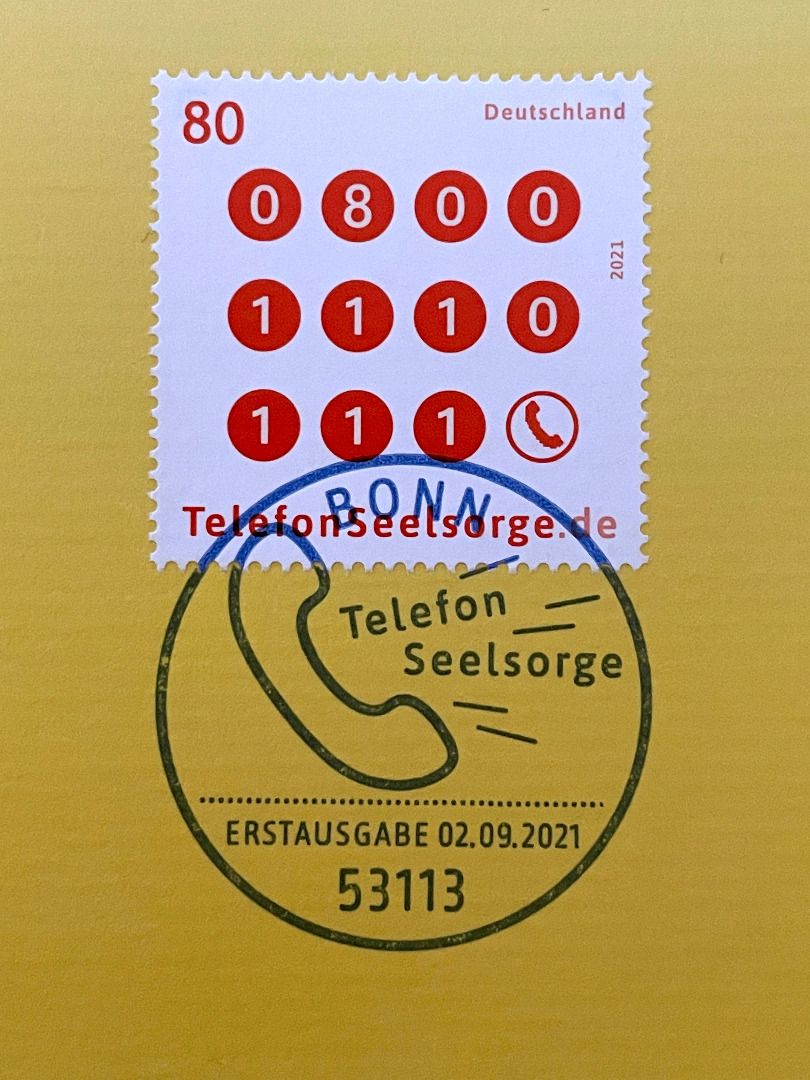 80
Deutschland
0 8 0 0
2021
1 1 1 0
1 1 1
TelefonSeelsorge.de
BONN
Telefon
Seelsorge
ERSTAUSGABE 02.09.2021
53113